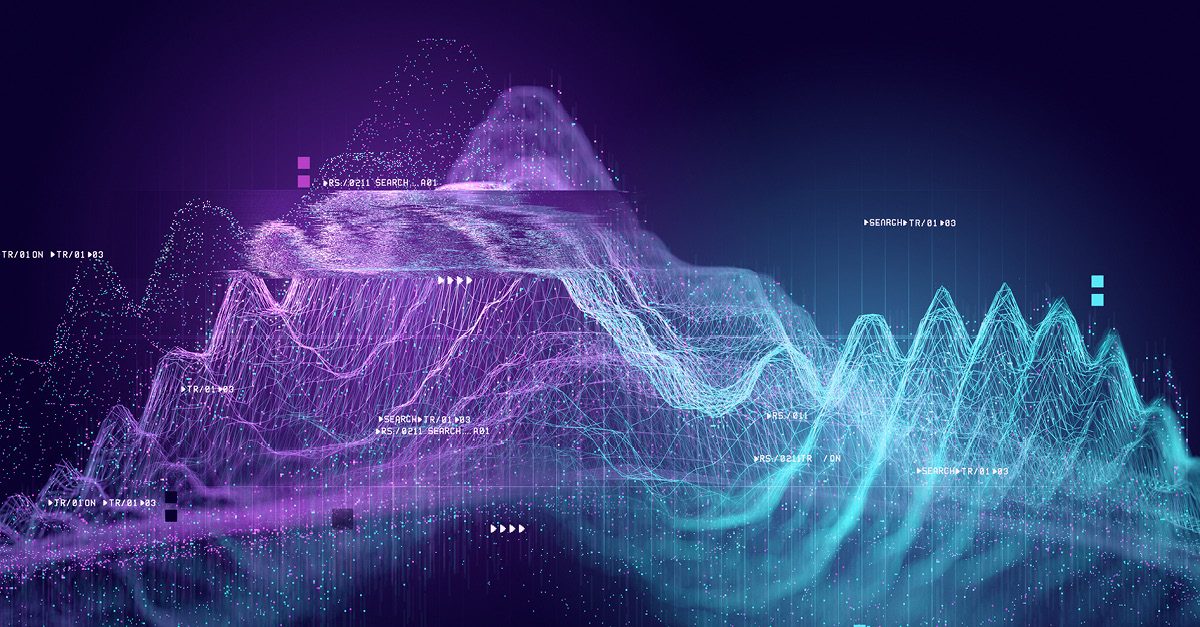 ▶RS:/0211 SEARCH...A01
▶SEARCH▶TR/01▶03
TR/01ON ▶TR/01▶03
▶TR/01▶03
▶SEARCH▶TR/01▶03
▶RS:/0211 SEARCH...A01
▶RS:/011
▶RS:/0211TR /ON
▶SEARCH▶TR/01▶03
▶TR/01ON ▶TR/01▶03